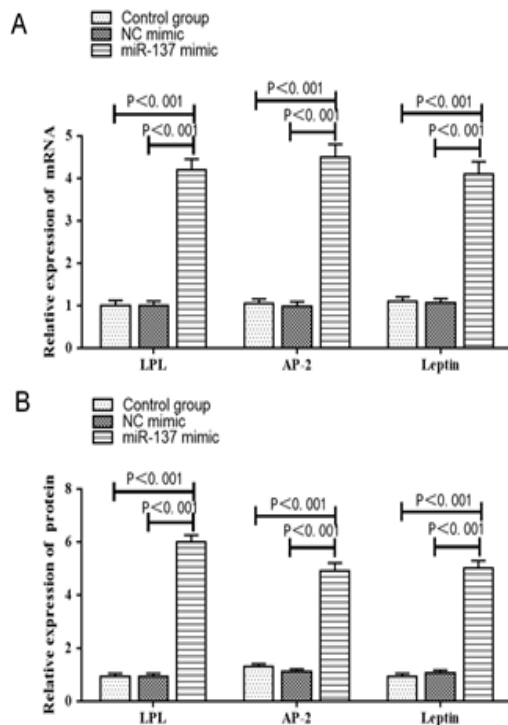 A
Control group
NC mimic
miR-137 mimic
P<0.001
P<0.001
P<0.001
P<0.001
P<0.001
P<0.001
Relative expression of mRNA
5
4
3
2
1
0
LPL
AP-2
Leptin
B
Control group
NC mimic
miR-137 mimic
P<0.001
P<0.001
P<0.001
P<0.001
P<0.001
P<0.001
Relative expression of protein
8
6
4
2
0
LPL
AP-2
Leptin